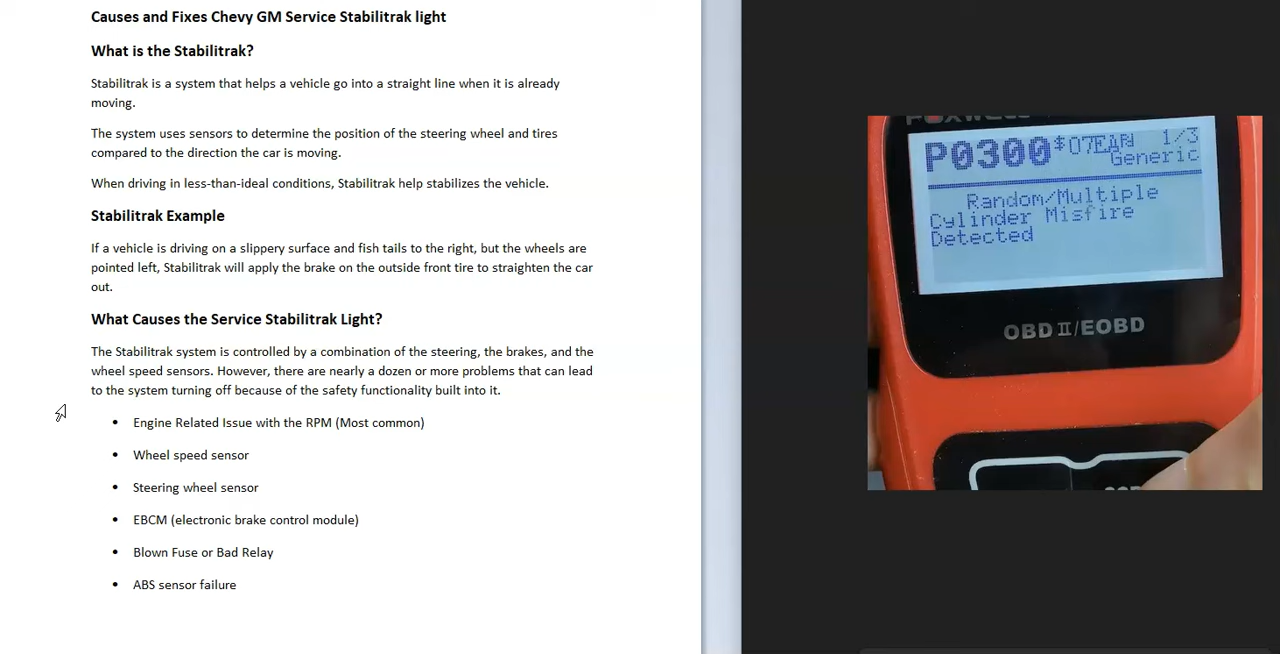 Causes and Fixes Chevy GM Service Stabilitrak light
What is the Stabilitrak?
Stabilitrak is a system that helps a vehicle go into a straight line when it is already
moving.
The system uses sensors to determine the position of the steering wheel and tires
compared to the direction the car is moving.
When driving in less-than-ideal conditions, Stabilitrak help stabilizes the vehicle.
Stabilitrak Example
If a vehicle is driving on a slippery surface and fish tails to the right, but the wheels are
pointed left, Stabilitrak will apply the brake on the outside front tire to straighten the car
out.
What Causes the Service Stabilitrak Light?
The Stabilitrak system is controlled by a combination of the steering, the brakes, and the
wheel speed sensors. However, there are nearly a dozen or more problems that can lead
to the system turning off because of the safety functionality built into it.
• Engine Related Issue with the RPM (Most common)
• Wheel speed sensor
• Steering wheel sensor
• EBCM (electronic brake control module)
• Blown Fuse or Bad Relay
• ABS sensor failure
P0300 1/3
Generic
Random/Multiple
Cylinder Misfire
Detected
OBDII/EOBD